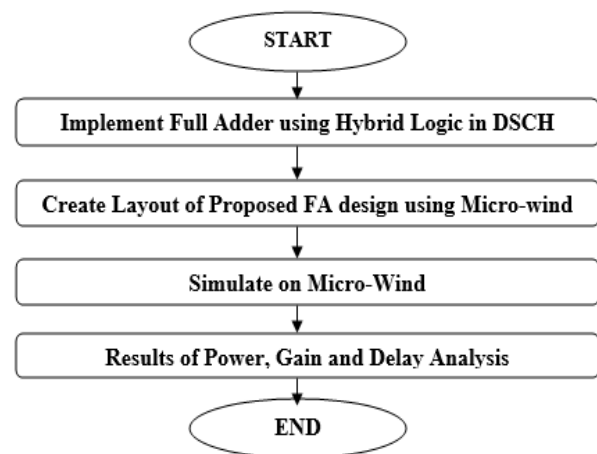 START
Implement Full Adder using Hybrid Logic in DSCH
Create Layout of Proposed FA design using Micro-wind
Simulate on Micro-Wind
Results of Power, Gain and Delay Analysis
END